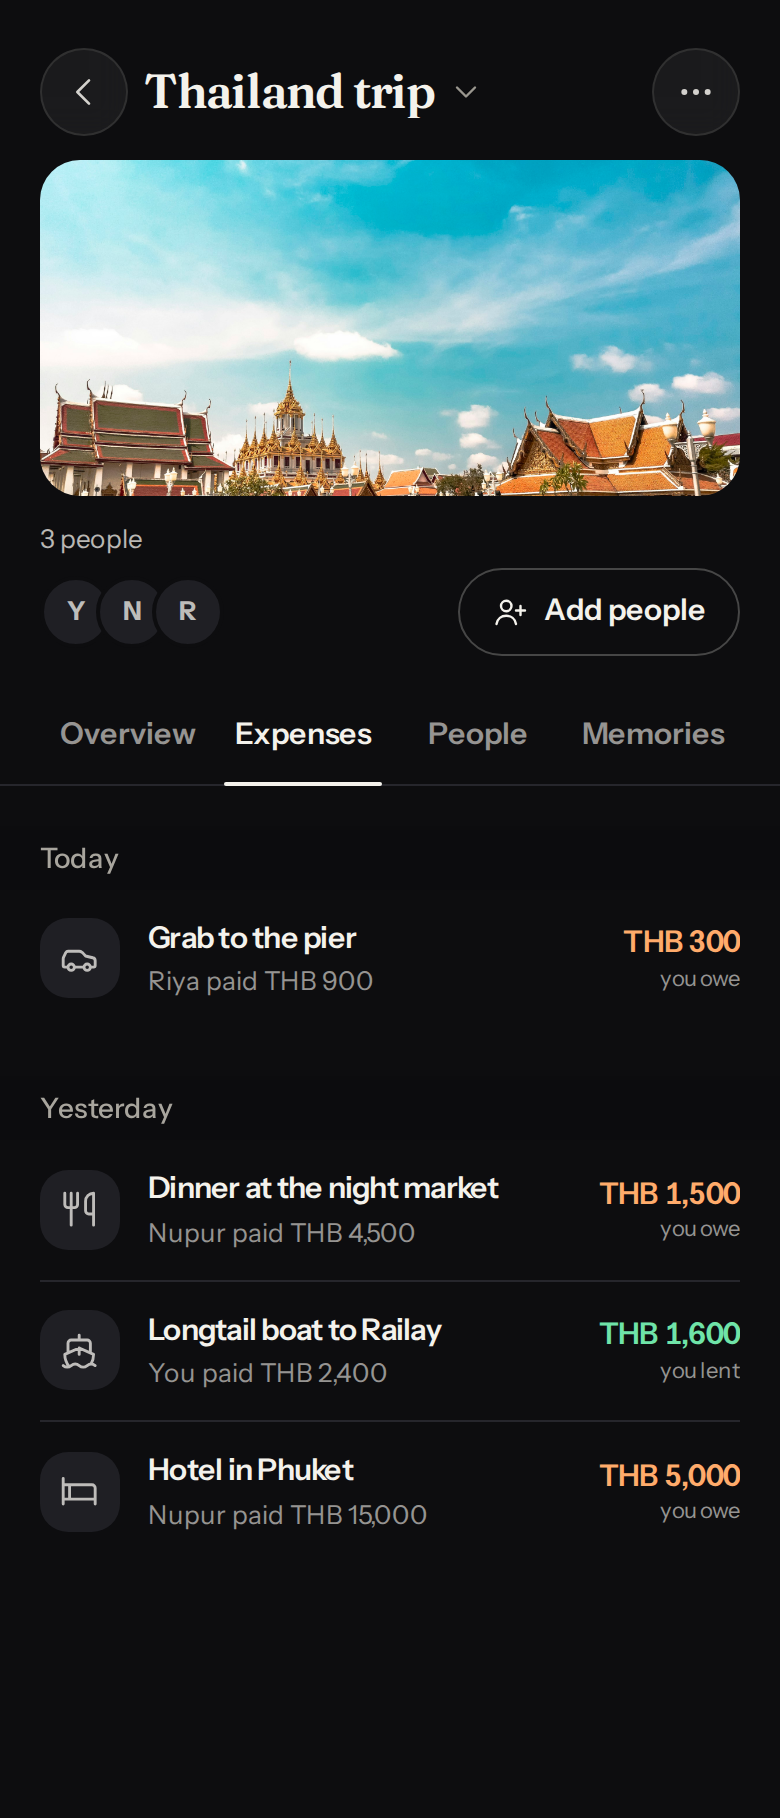 Thailand trip
3 people
Y N R
Add people
Overview Expenses People Memories
Today
Grab to the pier
THB 300
Riya paid THB 900
you owe
Yesterday
Dinner at the night market
THB 1,500
Nupur paid THB 4,500
you owe
Longtail boat to Railay
THB 1,600
You paid THB 2,400
you lent
Hotel in Phuket
THB 5,000
Nupur paid THB 15,000
you owe